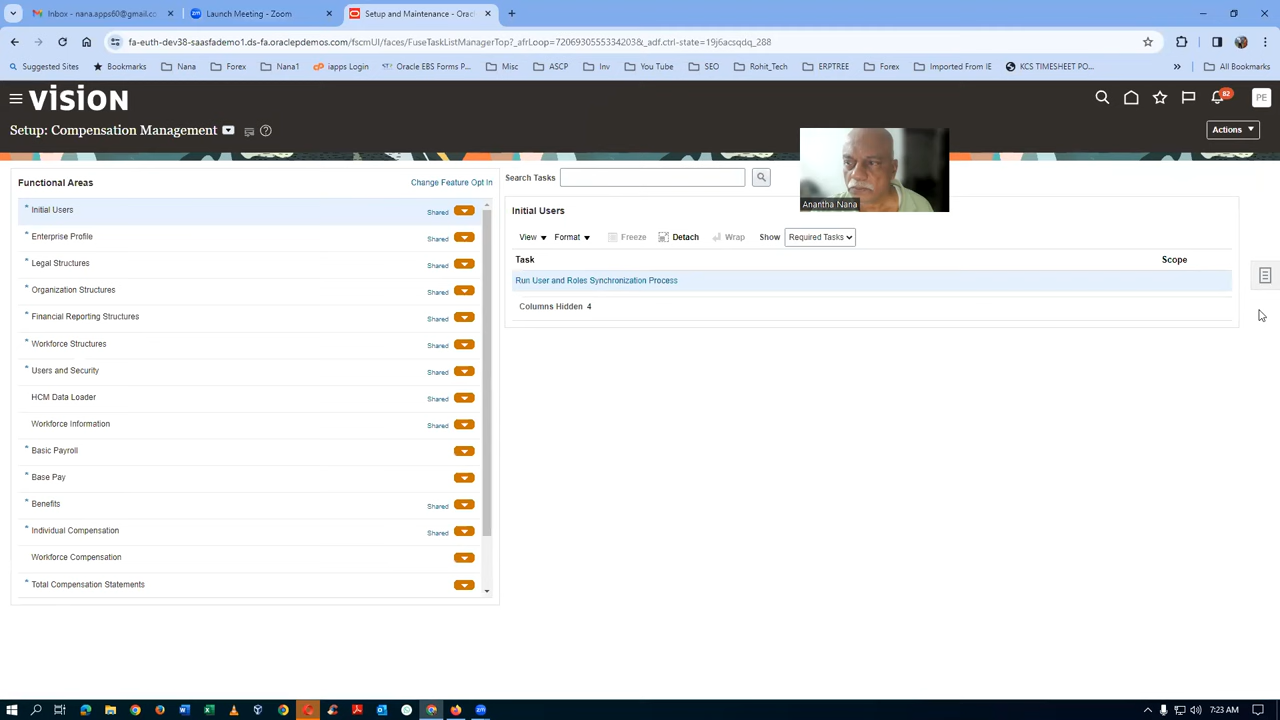 Inbox - nana.apps60@gmail.co
Launch Meeting - Zoom
Setup and Maintenance - Oracl
fa-euth-dev38-saasfademo1.ds-fa.oraclepdemos.com/fscmUI/faces/FuseTaskListManagerTop?_afrLoop=72069305553342038&_adf.ctrl-state=19j6acsqdq_288
Suggested Sites
Bookmarks
Nana
Forex
Nana1
iapps Login
Oracle EBS Forms P...
Misc
ASCP
Inv
You Tube
SEO
Rohit_Tech
ERPTREE
Forex
Imported From IE
KCS TIMESHEET PO...
All Bookmarks
VISION
82
PE
Setup: Compensation Management
Actions
Functional Areas
Change Feature Opt In
Initial Users Shared
Enterprise Profile Shared
Legal Structures Shared
Organization Structures Shared
Financial Reporting Structures Shared
Workforce Structures Shared
Users and Security Shared
HCM Data Loader Shared
Workforce Information Shared
Basic Payroll
Base Pay
Benefits Shared
Individual Compensation Shared
Workforce Compensation
Total Compensation Statements
Search Tasks
Anantha Nana
Initial Users
View Format Freeze Detach Wrap Show Required Tasks
Task Scope
Run User and Roles Synchronization Process
Columns Hidden 4
7:23 AM